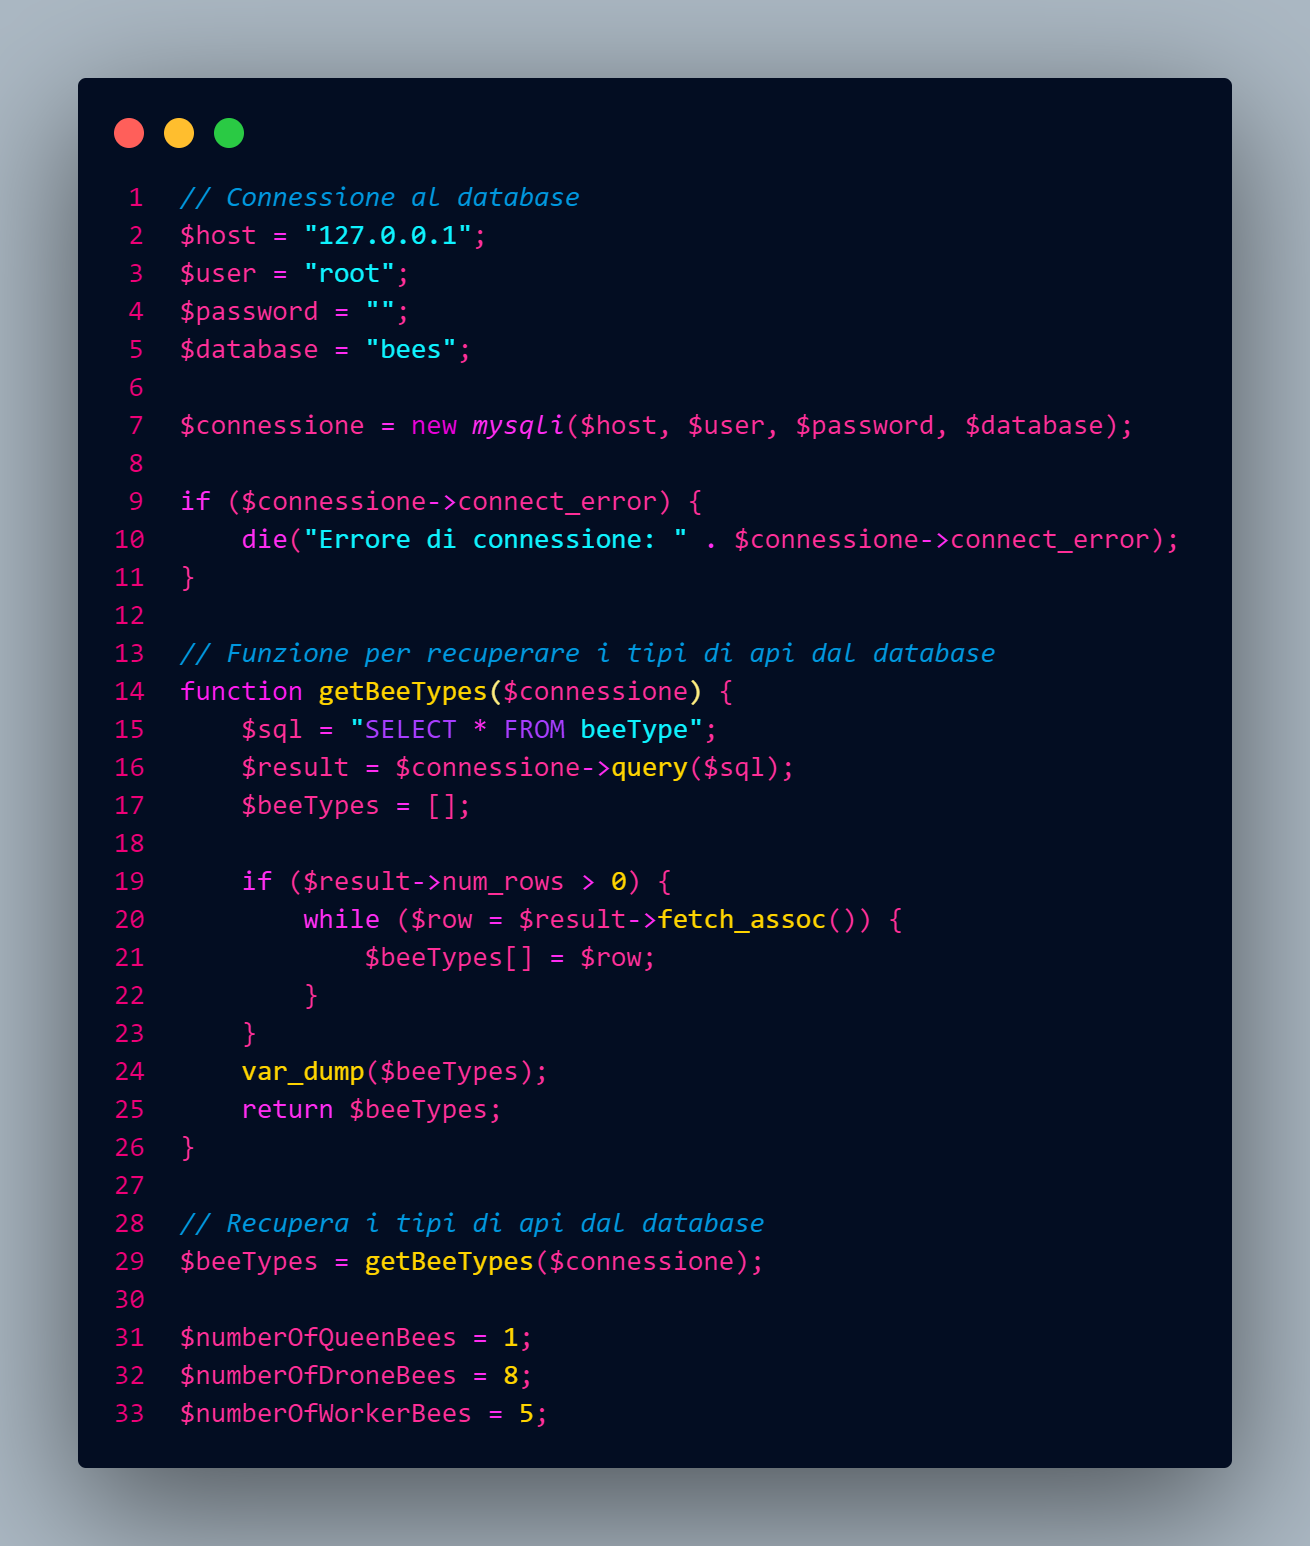 1 // Connessione al database
2 $host = "127.0.0.1";
3 $user = "root";
4 $password = "";
5 $database = "bees";
6
7 $connessione = new mysqli($host, $user, $password, $database);
8
9 if ($connessione->connect_error) {
10     die("Errore di connessione: " . $connessione->connect_error);
11 }
12
13 // Funzione per recuperare i tipi di api dal database
14 function getBeeTypes($connessione) {
15     $sql = "SELECT * FROM beeType";
16     $result = $connessione->query($sql);
17     $beeTypes = [];
18
19     if ($result->num_rows > 0) {
20         while ($row = $result->fetch_assoc()) {
21             $beeTypes[] = $row;
22         }
23     }
24     var_dump($beeTypes);
25     return $beeTypes;
26 }
27
28 // Recupera i tipi di api dal database
29 $beeTypes = getBeeTypes($connessione);
30
31 $numberOfQueenBees = 1;
32 $numberOfDroneBees = 8;
33 $numberOfWorkerBees = 5;